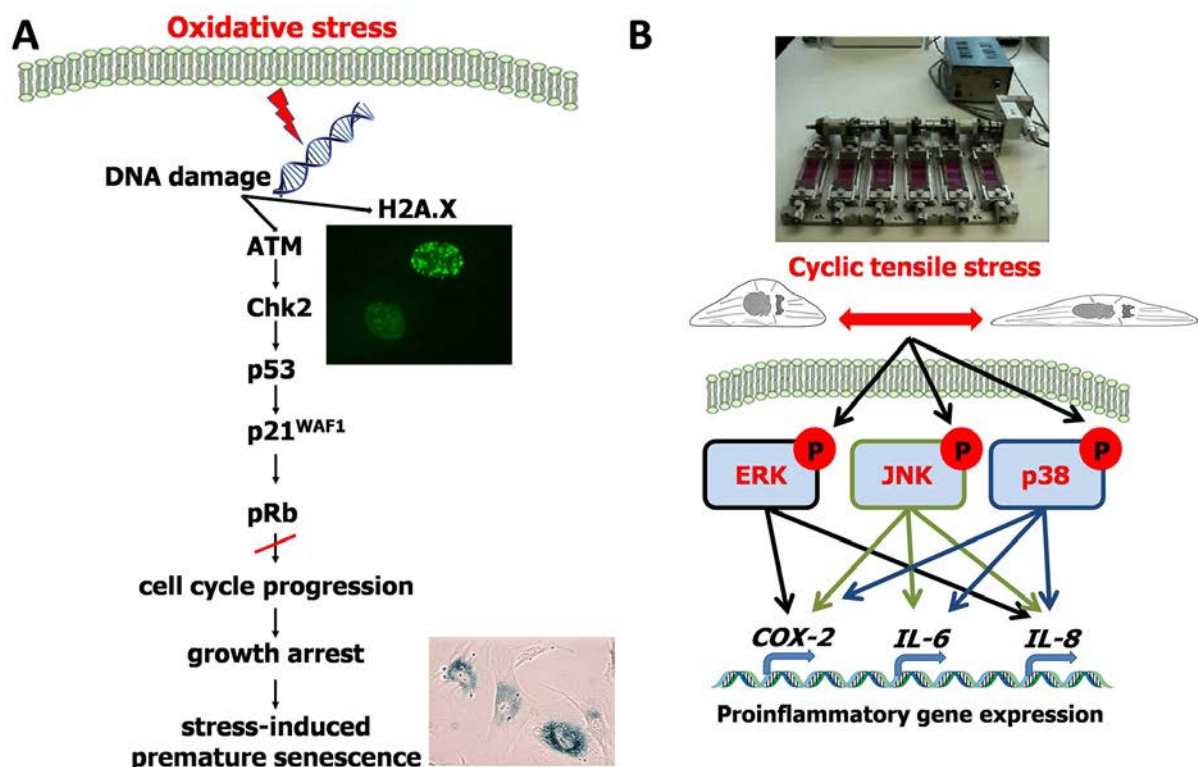 A
Oxidative stress
DNA damage
H2A.X
ATM
Chk2
p53
p21WAF1
pRb
cell cycle progression
growth arrest
stress-induced
premature senescence
B
Cyclic tensile stress
P
P
P
ERK
JNK
p38
COX-2
IL-6
IL-8
Proinflammatory gene expression